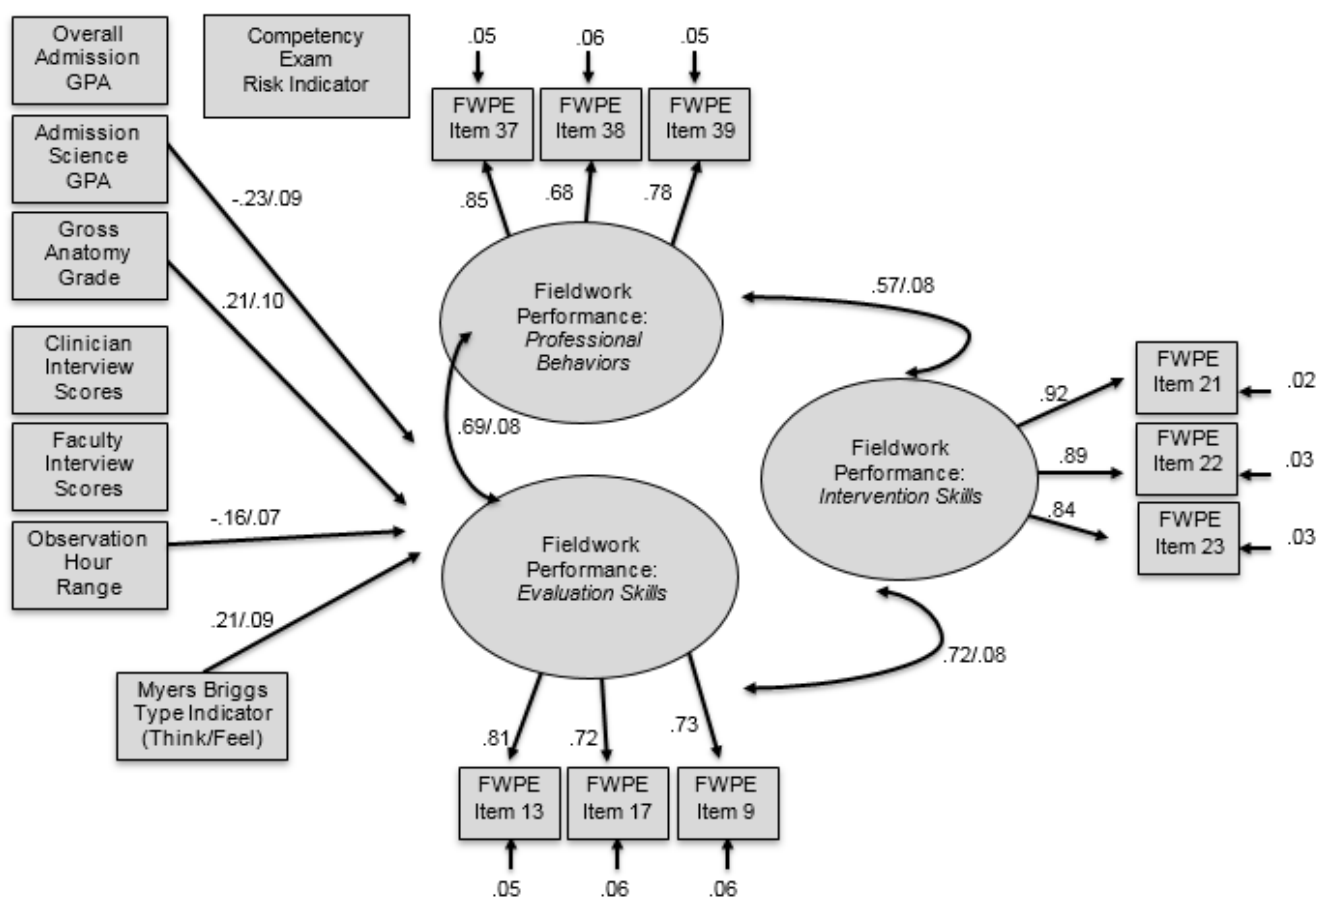 Overall
Admission
GPA
Competency
Exam
Risk Indicator
.05
.06
.05
FWPE
Item 37
FWPE
Item 38
FWPE
Item 39
Admission
Science
GPA
-.23/.09
.85
.68
.78
Gross
Anatomy
Grade
.21/.10
Fieldwork
Performance:
Professional
Behaviors
.57/.08
Clinician
Interview
Scores
FWPE
Item 21
.02
.92
.69/.08
Faculty
Interview
Scores
Fieldwork
Performance:
Intervention Skills
.89
FWPE
Item 22
.03
.84
FWPE
Item 23
.03
Observation
Hour
Range
-.16/.07
Fieldwork
Performance:
Evaluation Skills
.21/.09
.72/.08
Myers Briggs
Type Indicator
(Think/Feel)
.81
.72
.73
FWPE
Item 13
FWPE
Item 17
FWPE
Item 9
.05
.06
.06